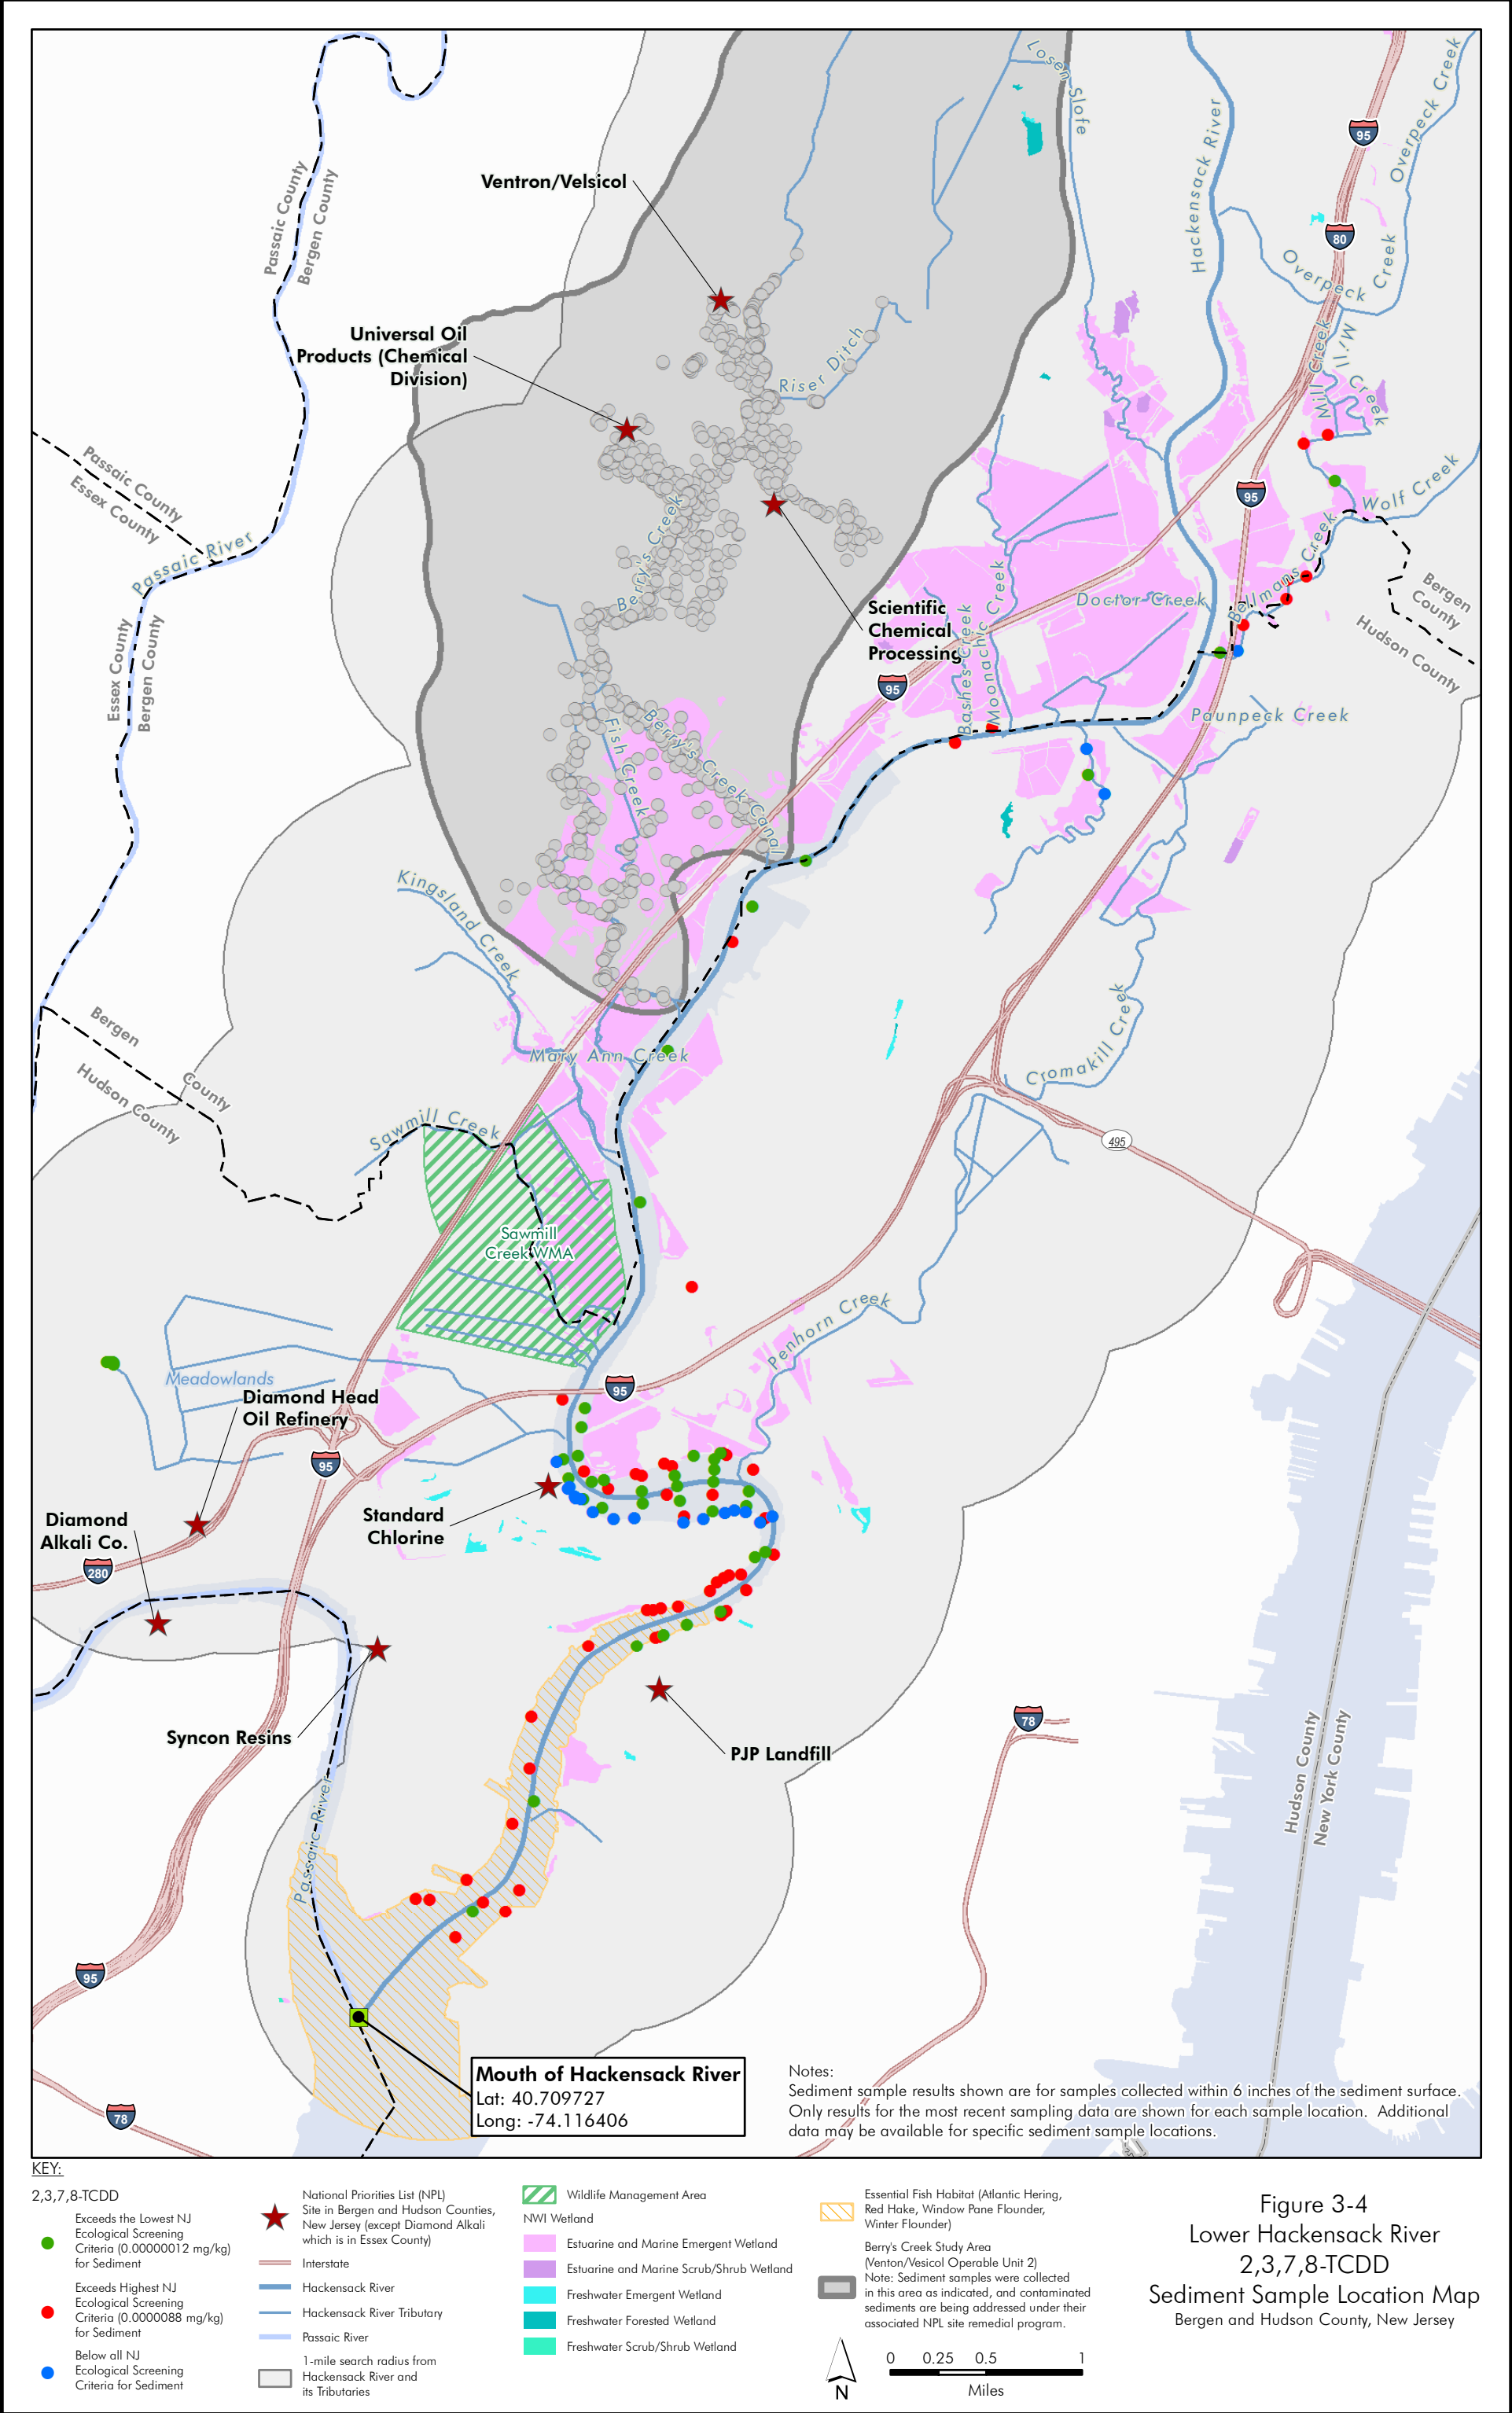 Losen Slote
Hackensack River
95
Overpeck Creek
Passaic County
Bergen County
Ventron/Velsicol
80
Overpeck
Creek
Universal Oil
Products (Chemical
Division)
Riser Ditch
Mill Creek
Mill Creek
Passaic County
Essex County
Passaic River
Berry's Creek
95
Wolf Creek
Bellmans Creek
Bergen
County
Hudson County
Scientific
Chemical
Processing
Doctor Creek
Bashes Creek
Moonachie Creek
95
Essex County
Bergen County
Paunpeck Creek
Fish Creek
Berry's Creek Canal
Kingsland Creek
Bergen
County
Hudson County
Mary Ann Creek
Cromakill Creek
Sawmill Creek
495
Sawmill
Creek WMA
Penhorn Creek
Meadowlands
Diamond Head
Oil Refinery
95
95
Standard
Chlorine
Diamond
Alkali Co.
280
Syncon Resins
PJP Landfill
78
Hudson County
New York County
Passaic River
95
78
Mouth of Hackensack River
Lat: 40.709727
Long: -74.116406
Notes:
Sediment sample results shown are for samples collected within 6 inches of the sediment surface.
Only results for the most recent sampling data are shown for each sample location. Additional
data may be available for specific sediment sample locations.
KEY:
2,3,7,8-TCDD
Exceeds the Lowest NJ
Ecological Screening
Criteria (0.00000012 mg/kg)
for Sediment
Exceeds Highest NJ
Ecological Screening
Criteria (0.0000088 mg/kg)
for Sediment
Below all NJ
Ecological Screening
Criteria for Sediment
National Priorities List (NPL)
Site in Bergen and Hudson Counties,
New Jersey (except Diamond Alkali
which is in Essex County)
Interstate
Hackensack River
Hackensack River Tributary
Passaic River
1-mile search radius from
Hackensack River and
its Tributaries
Wildlife Management Area
NWI Wetland
Estuarine and Marine Emergent Wetland
Estuarine and Marine Scrub/Shrub Wetland
Freshwater Emergent Wetland
Freshwater Forested Wetland
Freshwater Scrub/Shrub Wetland
Essential Fish Habitat (Atlantic Hering,
Red Hake, Window Pane Flounder,
Winter Flounder)
Berry's Creek Study Area
(Venton/Vesicol Operable Unit 2)
Note: Sediment samples were collected
in this area as indicated, and contaminated
sediments are being addressed under their
associated NPL site remedial program.
N
0 0.25 0.5 1
Miles
Figure 3-4
Lower Hackensack River
2,3,7,8-TCDD
Sediment Sample Location Map
Bergen and Hudson County, New Jersey